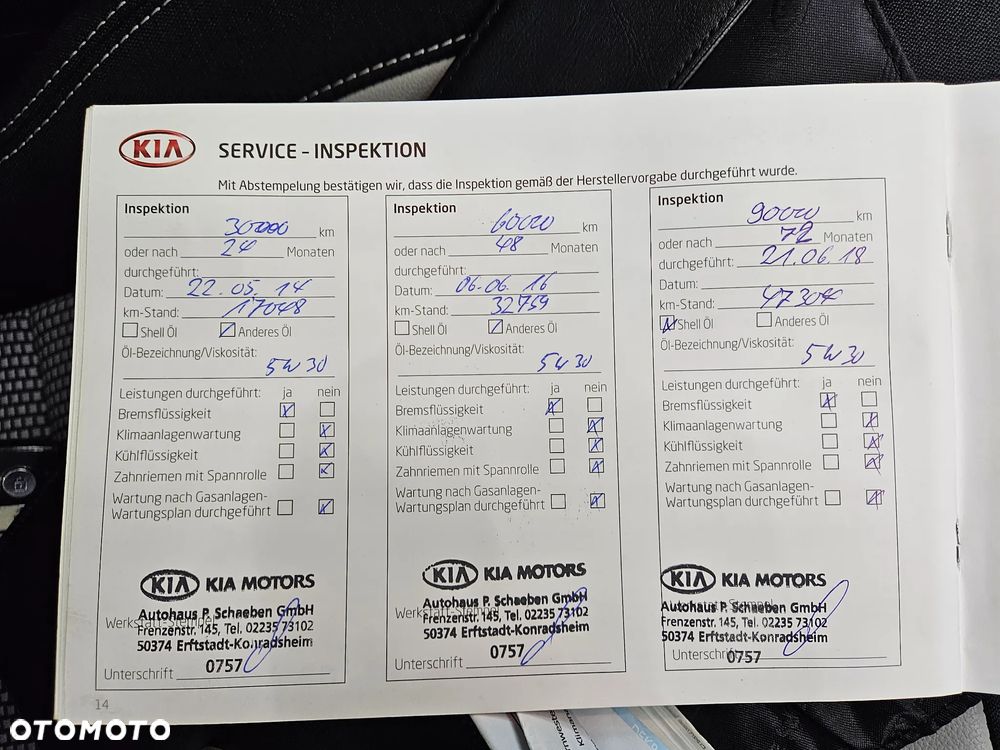 KIA SERVICE – INSPEKTION
Mit Abstempelung bestätigen wir, dass die Inspektion gemäß der Herstellervorgabe durchgeführt wurde.
Inspektion
30000 km
oder nach 24 Monaten
durchgeführt:
Datum: 22.05.14
km-Stand: 17048
Shell Öl Anderes Öl
Öl-Bezeichnung/Viskosität:
5W30
Leistungen durchgeführt: ja nein
Bremsflüssigkeit
Klimaanlagenwartung
Kühlflüssigkeit
Zahnriemen mit Spannrolle
Wartung nach Gasanlagen-
Wartungsplan durchgeführt
KIA KIA MOTORS
Autohaus P. Schaeben GmbH
Werkstatt-Stempel
Frenzenstr. 145, Tel. 02235 73102
50374 Erftstadt-Konradsheim
0757
Unterschrift
Inspektion
60000 km
oder nach 48 Monaten
durchgeführt:
Datum: 06.06.16
km-Stand: 32759
Shell Öl Anderes Öl
Öl-Bezeichnung/Viskosität:
5W30
Leistungen durchgeführt: ja nein
Bremsflüssigkeit
Klimaanlagenwartung
Kühlflüssigkeit
Zahnriemen mit Spannrolle
Wartung nach Gasanlagen-
Wartungsplan durchgeführt
KIA KIA MOTORS
Autohaus P. Schaeben GmbH
Werkstatt-Stempel
Frenzenstr. 145, Tel. 02235 73102
50374 Erftstadt-Konradsheim
0757
Unterschrift
Inspektion
90000 km
oder nach 72 Monaten
durchgeführt: 21.06.18
Datum:
km-Stand: 47304
Shell Öl Anderes Öl
Öl-Bezeichnung/Viskosität:
5W30
Leistungen durchgeführt: ja nein
Bremsflüssigkeit
Klimaanlagenwartung
Kühlflüssigkeit
Zahnriemen mit Spannrolle
Wartung nach Gasanlagen-
Wartungsplan durchgeführt
KIA KIA MOTORS
Autohaus P. Schaeben GmbH
Frenzenstr. 145, Tel. 02235 73102
50374 Erftstadt-Konradsheim
Unterschrift 0757
14
OTOMOTO